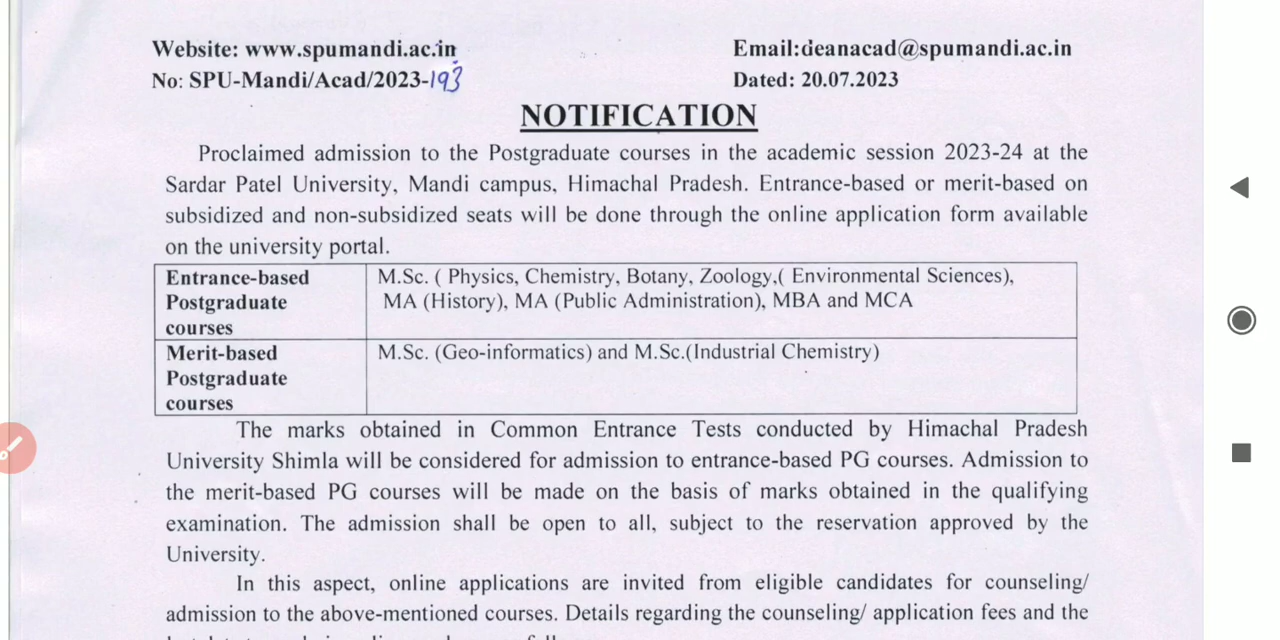 Website: www.spumandi.ac.in
Email:deanacad@spumandi.ac.in
No: SPU-Mandi/Acad/2023-193
Dated: 20.07.2023
NOTIFICATION
Proclaimed admission to the Postgraduate courses in the academic session 2023-24 at the
Sardar Patel University, Mandi campus, Himachal Pradesh. Entrance-based or merit-based on
subsidized and non-subsidized seats will be done through the online application form available
on the university portal.
Entrance-based
Postgraduate
courses
M.Sc. ( Physics, Chemistry, Botany, Zoology,( Environmental Sciences),
MA (History), MA (Public Administration), MBA and MCA
Merit-based
Postgraduate
courses
M.Sc. (Geo-informatics) and M.Sc.(Industrial Chemistry)
The marks obtained in Common Entrance Tests conducted by Himachal Pradesh
University Shimla will be considered for admission to entrance-based PG courses. Admission to
the merit-based PG courses will be made on the basis of marks obtained in the qualifying
examination. The admission shall be open to all, subject to the reservation approved by the
University.
In this aspect, online applications are invited from eligible candidates for counseling/
admission to the above-mentioned courses. Details regarding the counseling/ application fees and the